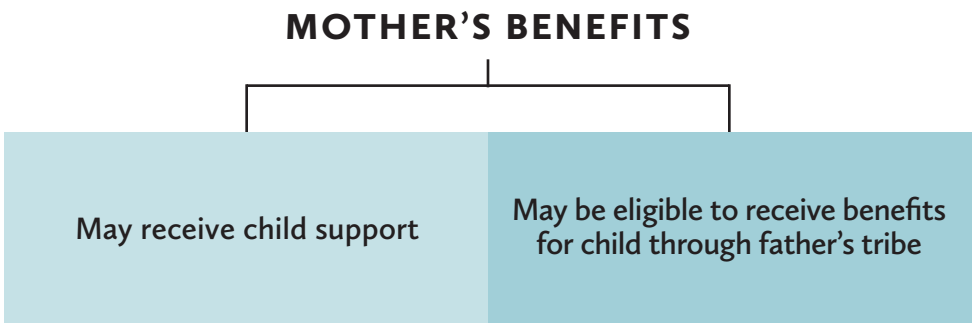 MOTHER’S BENEFITS
May receive child support
May be eligible to receive benefits
for child through father’s tribe